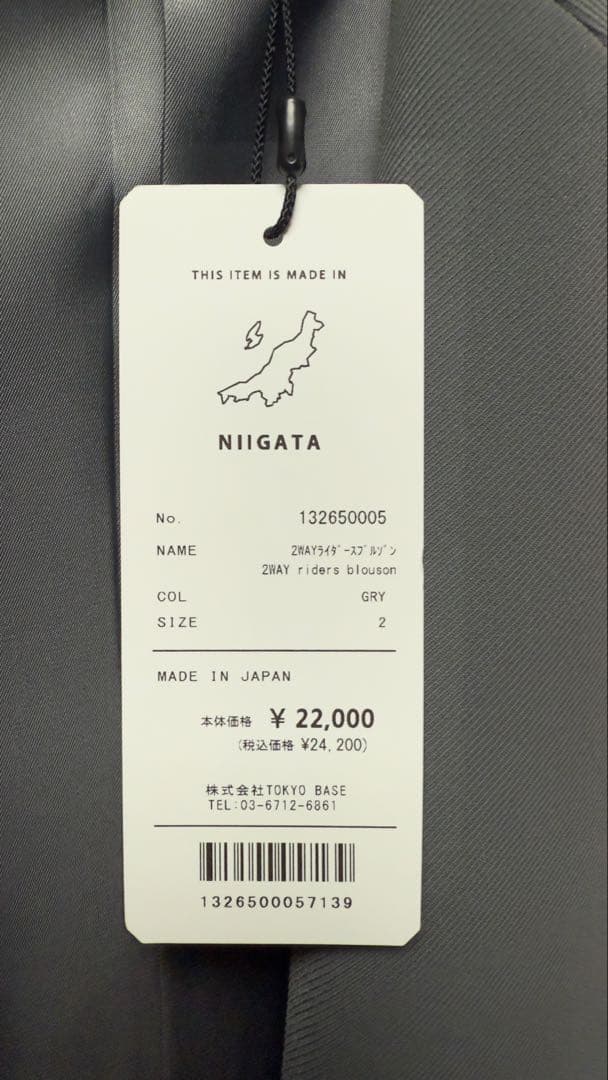 THIS ITEM IS MADE IN
NIIGATA
No. 132650005
NAME 2WAYﾗｲﾀﾞｰｽﾌﾞﾙｿﾞﾝ
2WAY riders blouson
COL GRY
SIZE 2
MADE IN JAPAN
本体価格 ¥ 22,000
(税込価格 ¥24,200)
株式会社TOKYO BASE
TEL:03-6712-6861
1326500057139